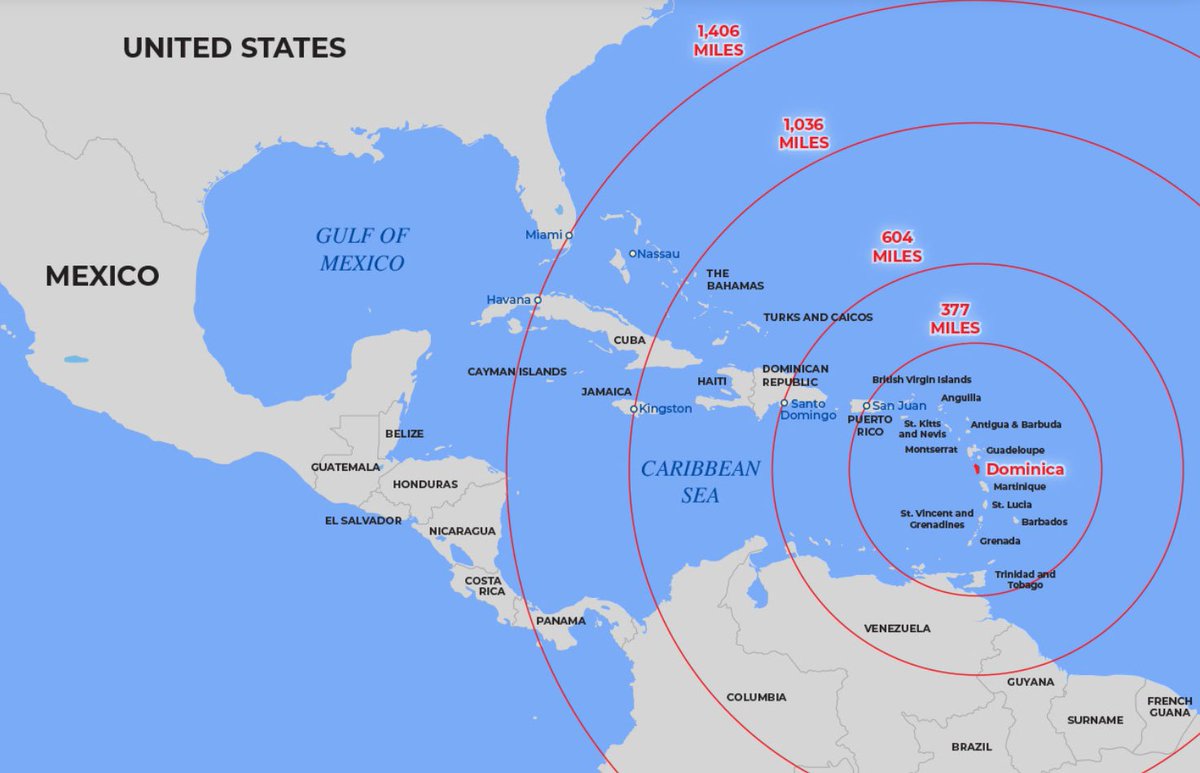 1,406
MILES
UNITED STATES
1,036
MILES
GULF OF
MEXICO
Miami
Nassau
604
MILES
MEXICO
THE
BAHAMAS
Havana
377
MILES
TURKS AND CAICOS
CUBA
CAYMAN ISLANDS
HAITI
DOMINICAN
REPUBLIC
British Virgin Islands
JAMAICA
Kingston
Santo
Domingo
San Juan
Anguilla
PUERTO
RICO
St. Kitts
and Nevis
Antigua & Barbuda
BELIZE
Montserrat
Guadeloupe
GUATEMALA
CARIBBEAN
SEA
Dominica
HONDURAS
Martinique
St. Lucia
EL SALVADOR
St. Vincent and
Grenadines
Barbados
NICARAGUA
Grenada
COSTA
RICA
Trinidad and
Tobago
PANAMA
VENEZUELA
GUYANA
COLUMBIA
SURNAME
FRENCH
GUANA
BRAZIL